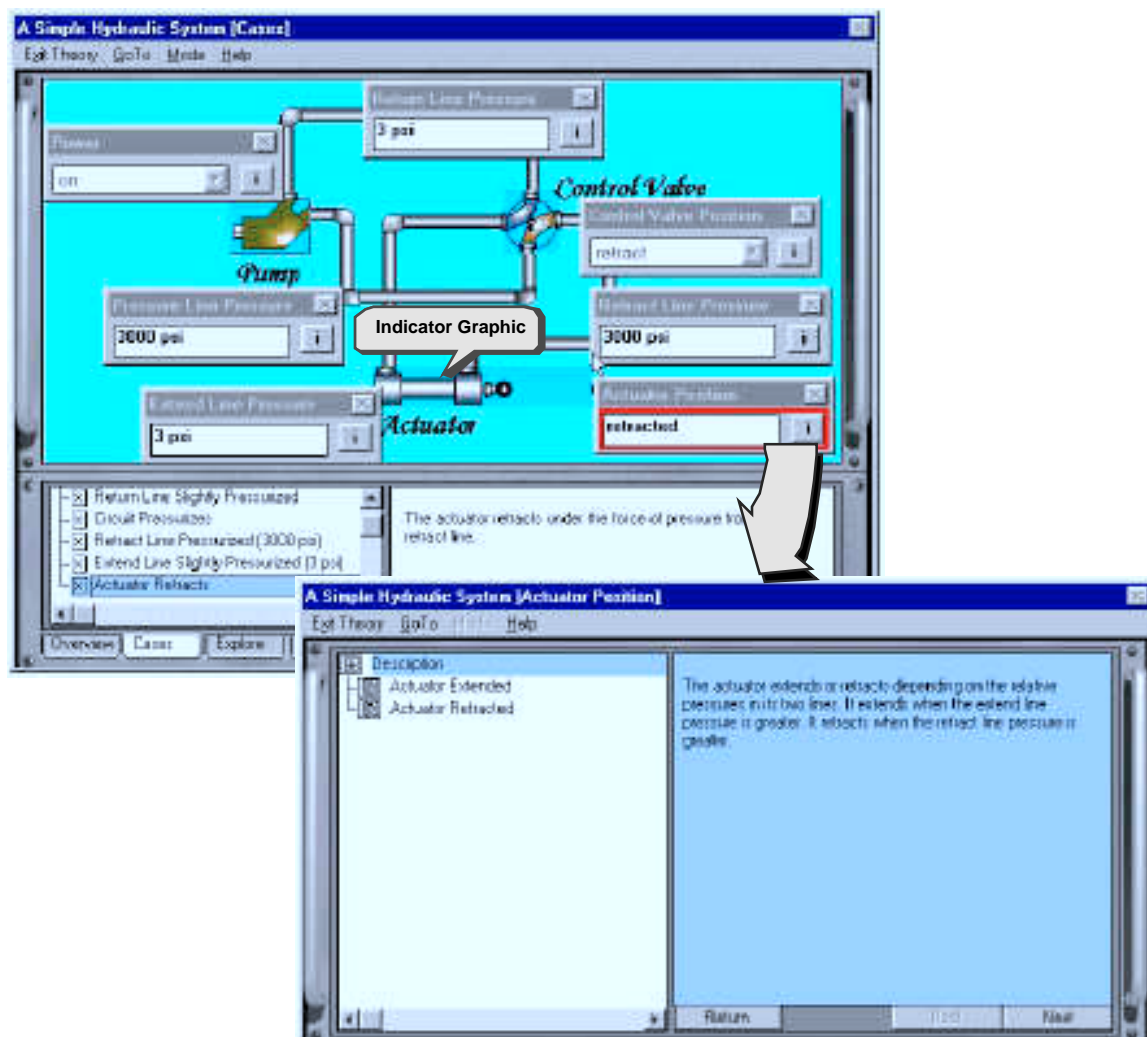 A Simple Hydraulic System [Cases]
Exit Theory GoTo Mode Help
Return Line Pressure
3 psi
i
Power
on
i
Control Valve
Control Valve Position
retract
i
Pump
Pressure Line Pressure
3000 psi
i
Indicator Graphic
Retract Line Pressure
3000 psi
i
Extend Line Pressure
3 psi
i
Actuator
Actuator Position
retracted
i
Return Line Slightly Pressurized
Circuit Pressurizes
Retract Line Pressurized (3000 psi)
Extend Line Slightly Pressurized (3 psi
Actuator Retracts
The actuator retracts under the force of pressure fro
retract line.
Overview Cases Explore
A Simple Hydraulic System [Actuator Position]
Exit Theory GoTo Help
Description
Actuator Extended
Actuator Retracted
The actuator extends or retracts depending on the relative
pressures in its two lines. It extends when the extend line
pressure is greater. It retracts when the retract line pressure is
greater.
Return Next